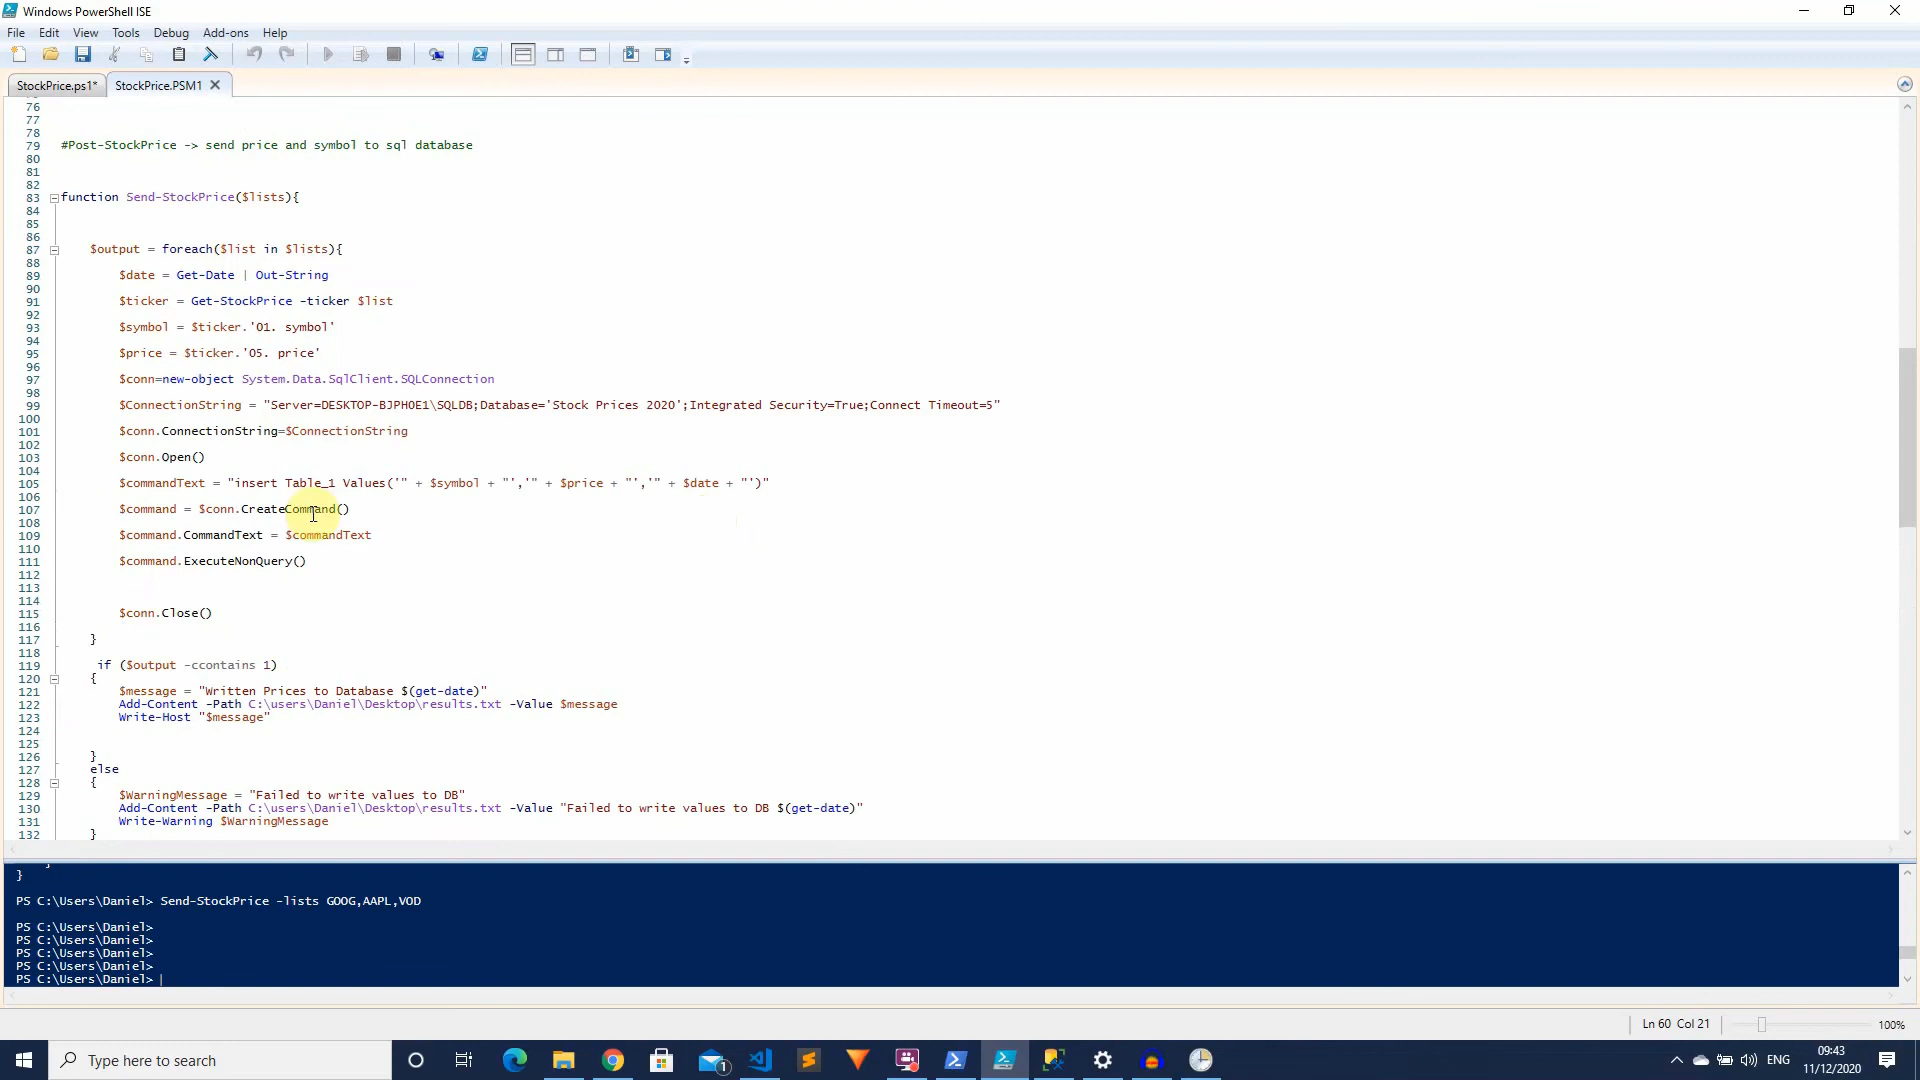 Windows PowerShell ISE
File Edit View Tools Debug Add-ons Help
StockPrice.ps1* StockPrice.PSM1
76
77
78
79 #Post-StockPrice -> send price and symbol to sql database
80
81
82
83 function Send-StockPrice($lists){
84
85
86
87 $output = foreach($list in $lists){
88
89 $date = Get-Date | Out-String
90
91 $ticker = Get-StockPrice -ticker $list
92
93 $symbol = $ticker.'01. symbol'
94
95 $price = $ticker.'05. price'
96
97 $conn=new-object System.Data.SqlClient.SQLConnection
98
99 $ConnectionString = "Server=DESKTOP-BJPHOE1\SQLDB;Database='Stock Prices 2020';Integrated Security=True;Connect Timeout=5"
100
101 $conn.ConnectionString=$ConnectionString
102
103 $conn.Open()
104
105 $commandText = "insert Table_1 Values('" + $symbol + "','" + $price + "','" + $date + "')"
106
107 $command = $conn.CreateCommand()
108
109 $command.CommandText = $commandText
110
111 $command.ExecuteNonQuery()
112
113
114
115 $conn.Close()
116
117 }
118
119 if ($output -ccontains 1)
120 {
121 $message = "Written Prices to Database $(get-date)"
122 Add-Content -Path C:\users\Daniel\Desktop\results.txt -Value $message
123 Write-Host "$message"
124
125
126 }
127 else
128 {
129 $WarningMessage = "Failed to write values to DB"
130 Add-Content -Path C:\users\Daniel\Desktop\results.txt -Value "Failed to write values to DB $(get-date)"
131 Write-Warning $WarningMessage
132 }
}
PS C:\Users\Daniel> Send-StockPrice -lists GOOG,AAPL,VOD
PS C:\Users\Daniel>
PS C:\Users\Daniel>
PS C:\Users\Daniel>
PS C:\Users\Daniel>
PS C:\Users\Daniel>
Ln 60 Col 21 100%
Type here to search
1
ENG
09:43
11/12/2020